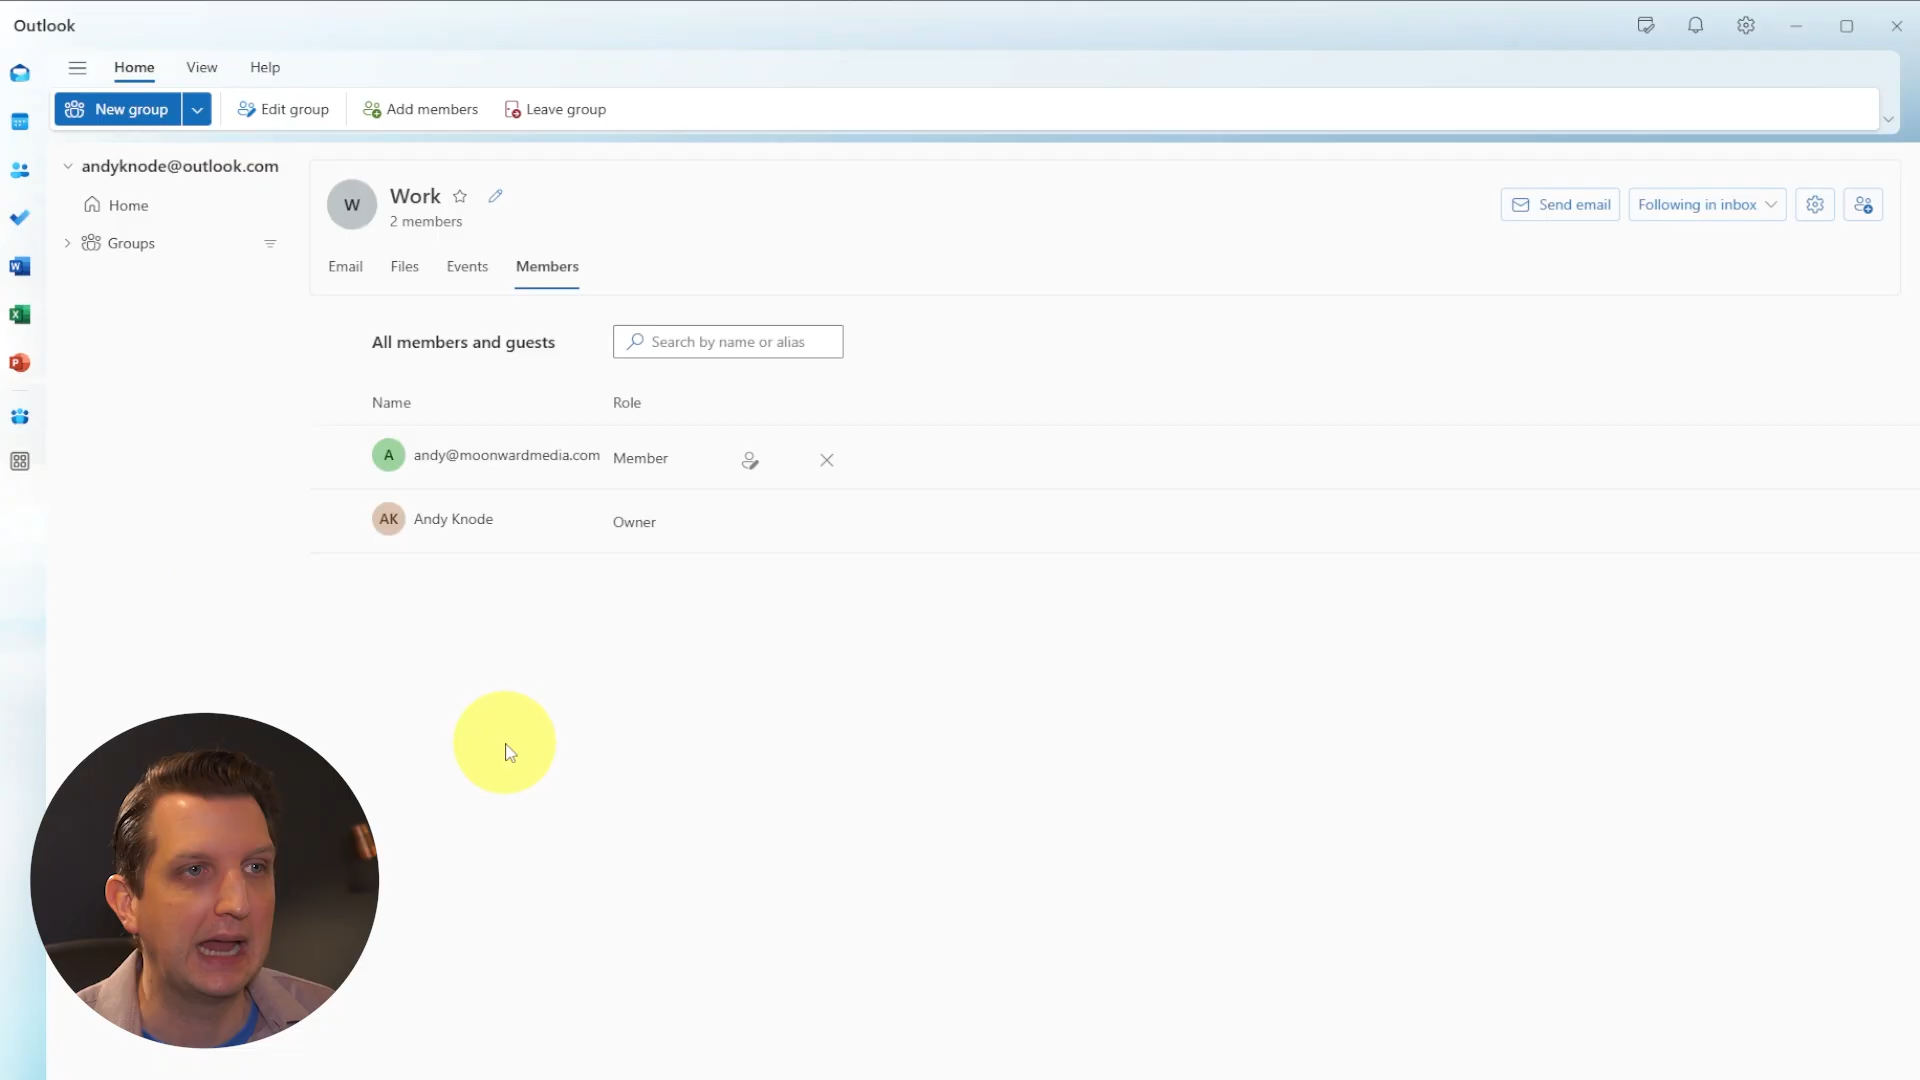 Outlook
Home View Help
New group Edit group Add members Leave group
andyknode@outlook.com
Home
Groups
W
Work
2 members
Send email Following in inbox
Email Files Events Members
All members and guests Search by name or alias
Name Role
A andy@moonwardmedia.com Member
AK Andy Knode Owner
W
X
P